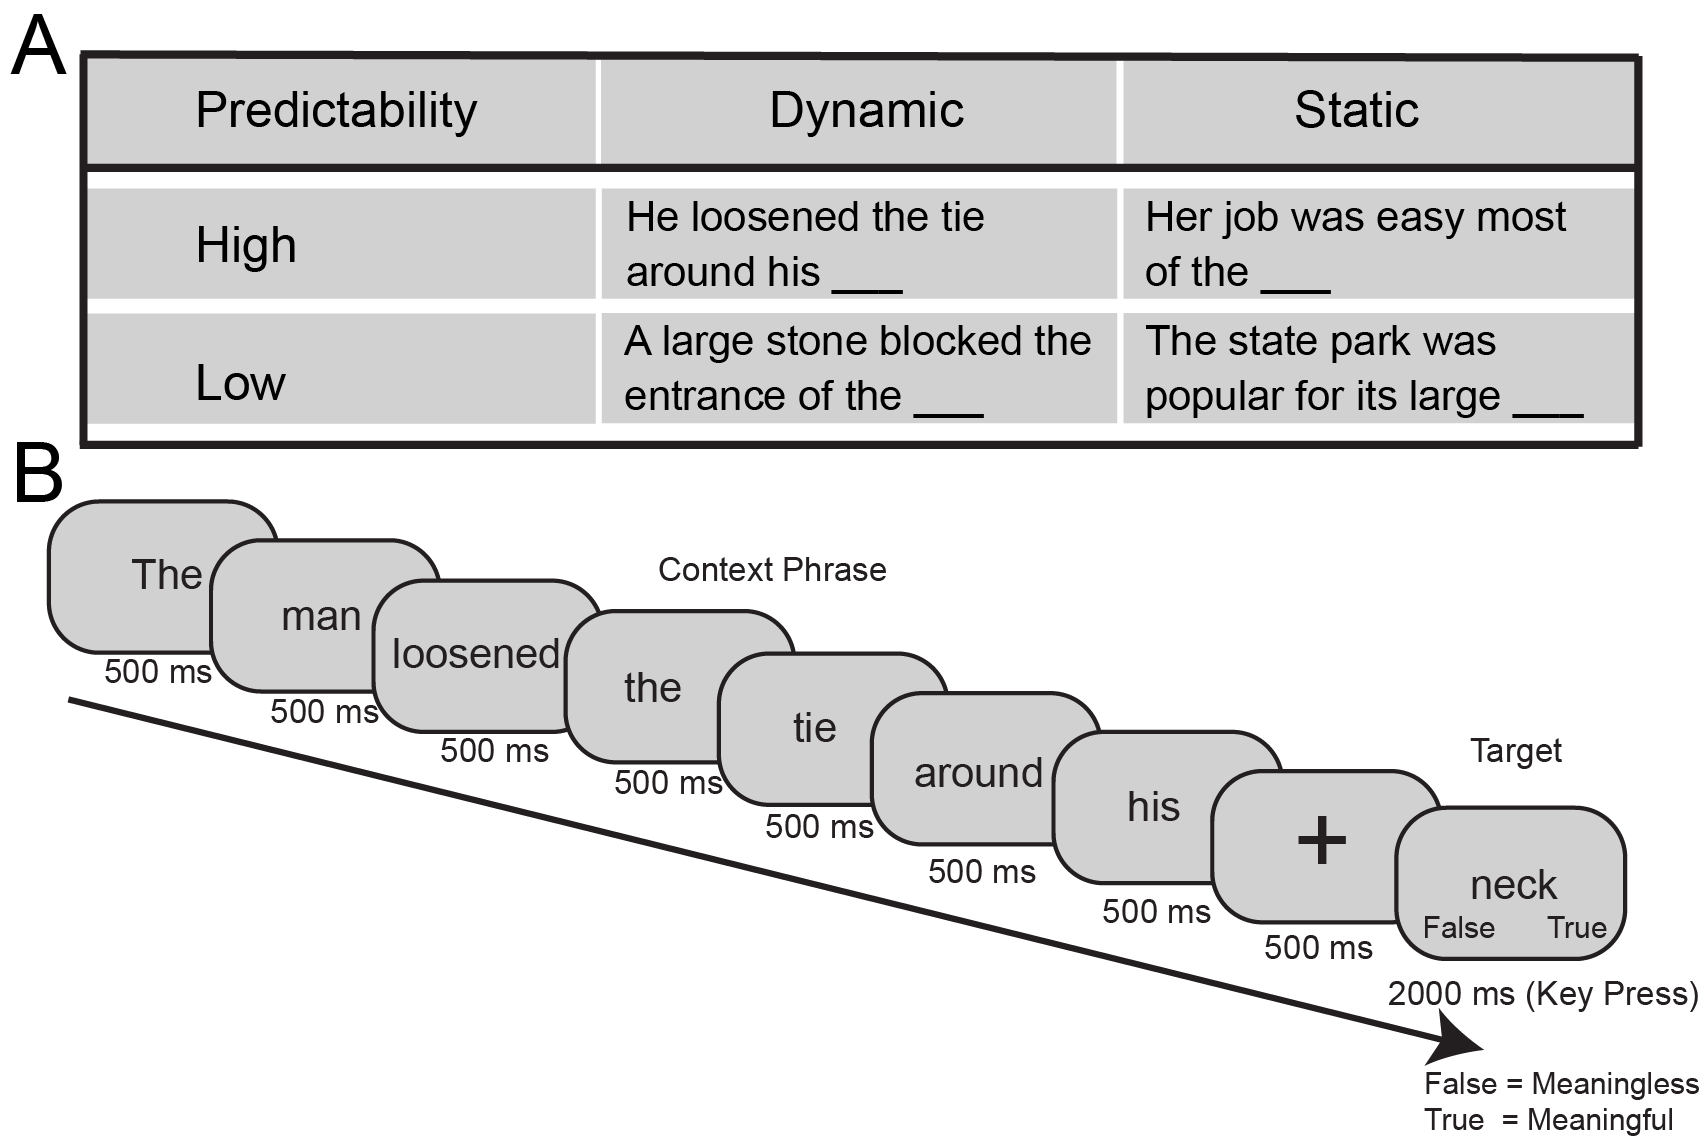 A
Predictability Dynamic Static
High
He loosened the tie
around his ___
Her job was easy most
of the ___
Low
A large stone blocked the
entrance of the ___
The state park was
popular for its large ___
B
Context Phrase
Target
The
500 ms
man
500 ms
loosened
500 ms
the
500 ms
tie
500 ms
around
500 ms
his
500 ms
+
500 ms
neck
False True
2000 ms (Key Press)
False = Meaningless
True = Meaningful